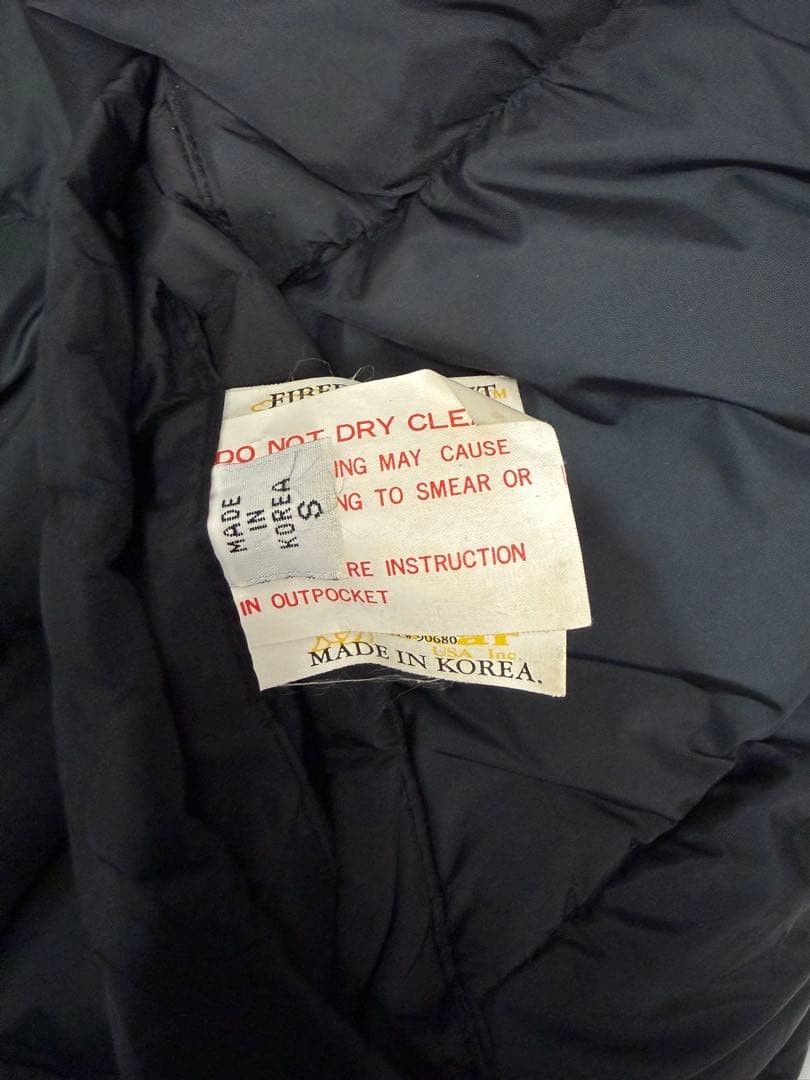 DO NOT DRY
ING MAY CAUSE
NG TO SMEAR OR
RE INSTRUCTION
IN OUTPOCKET
MADE
IN
KOREA
S
90680
USA Inc.
MADE IN KOREA.